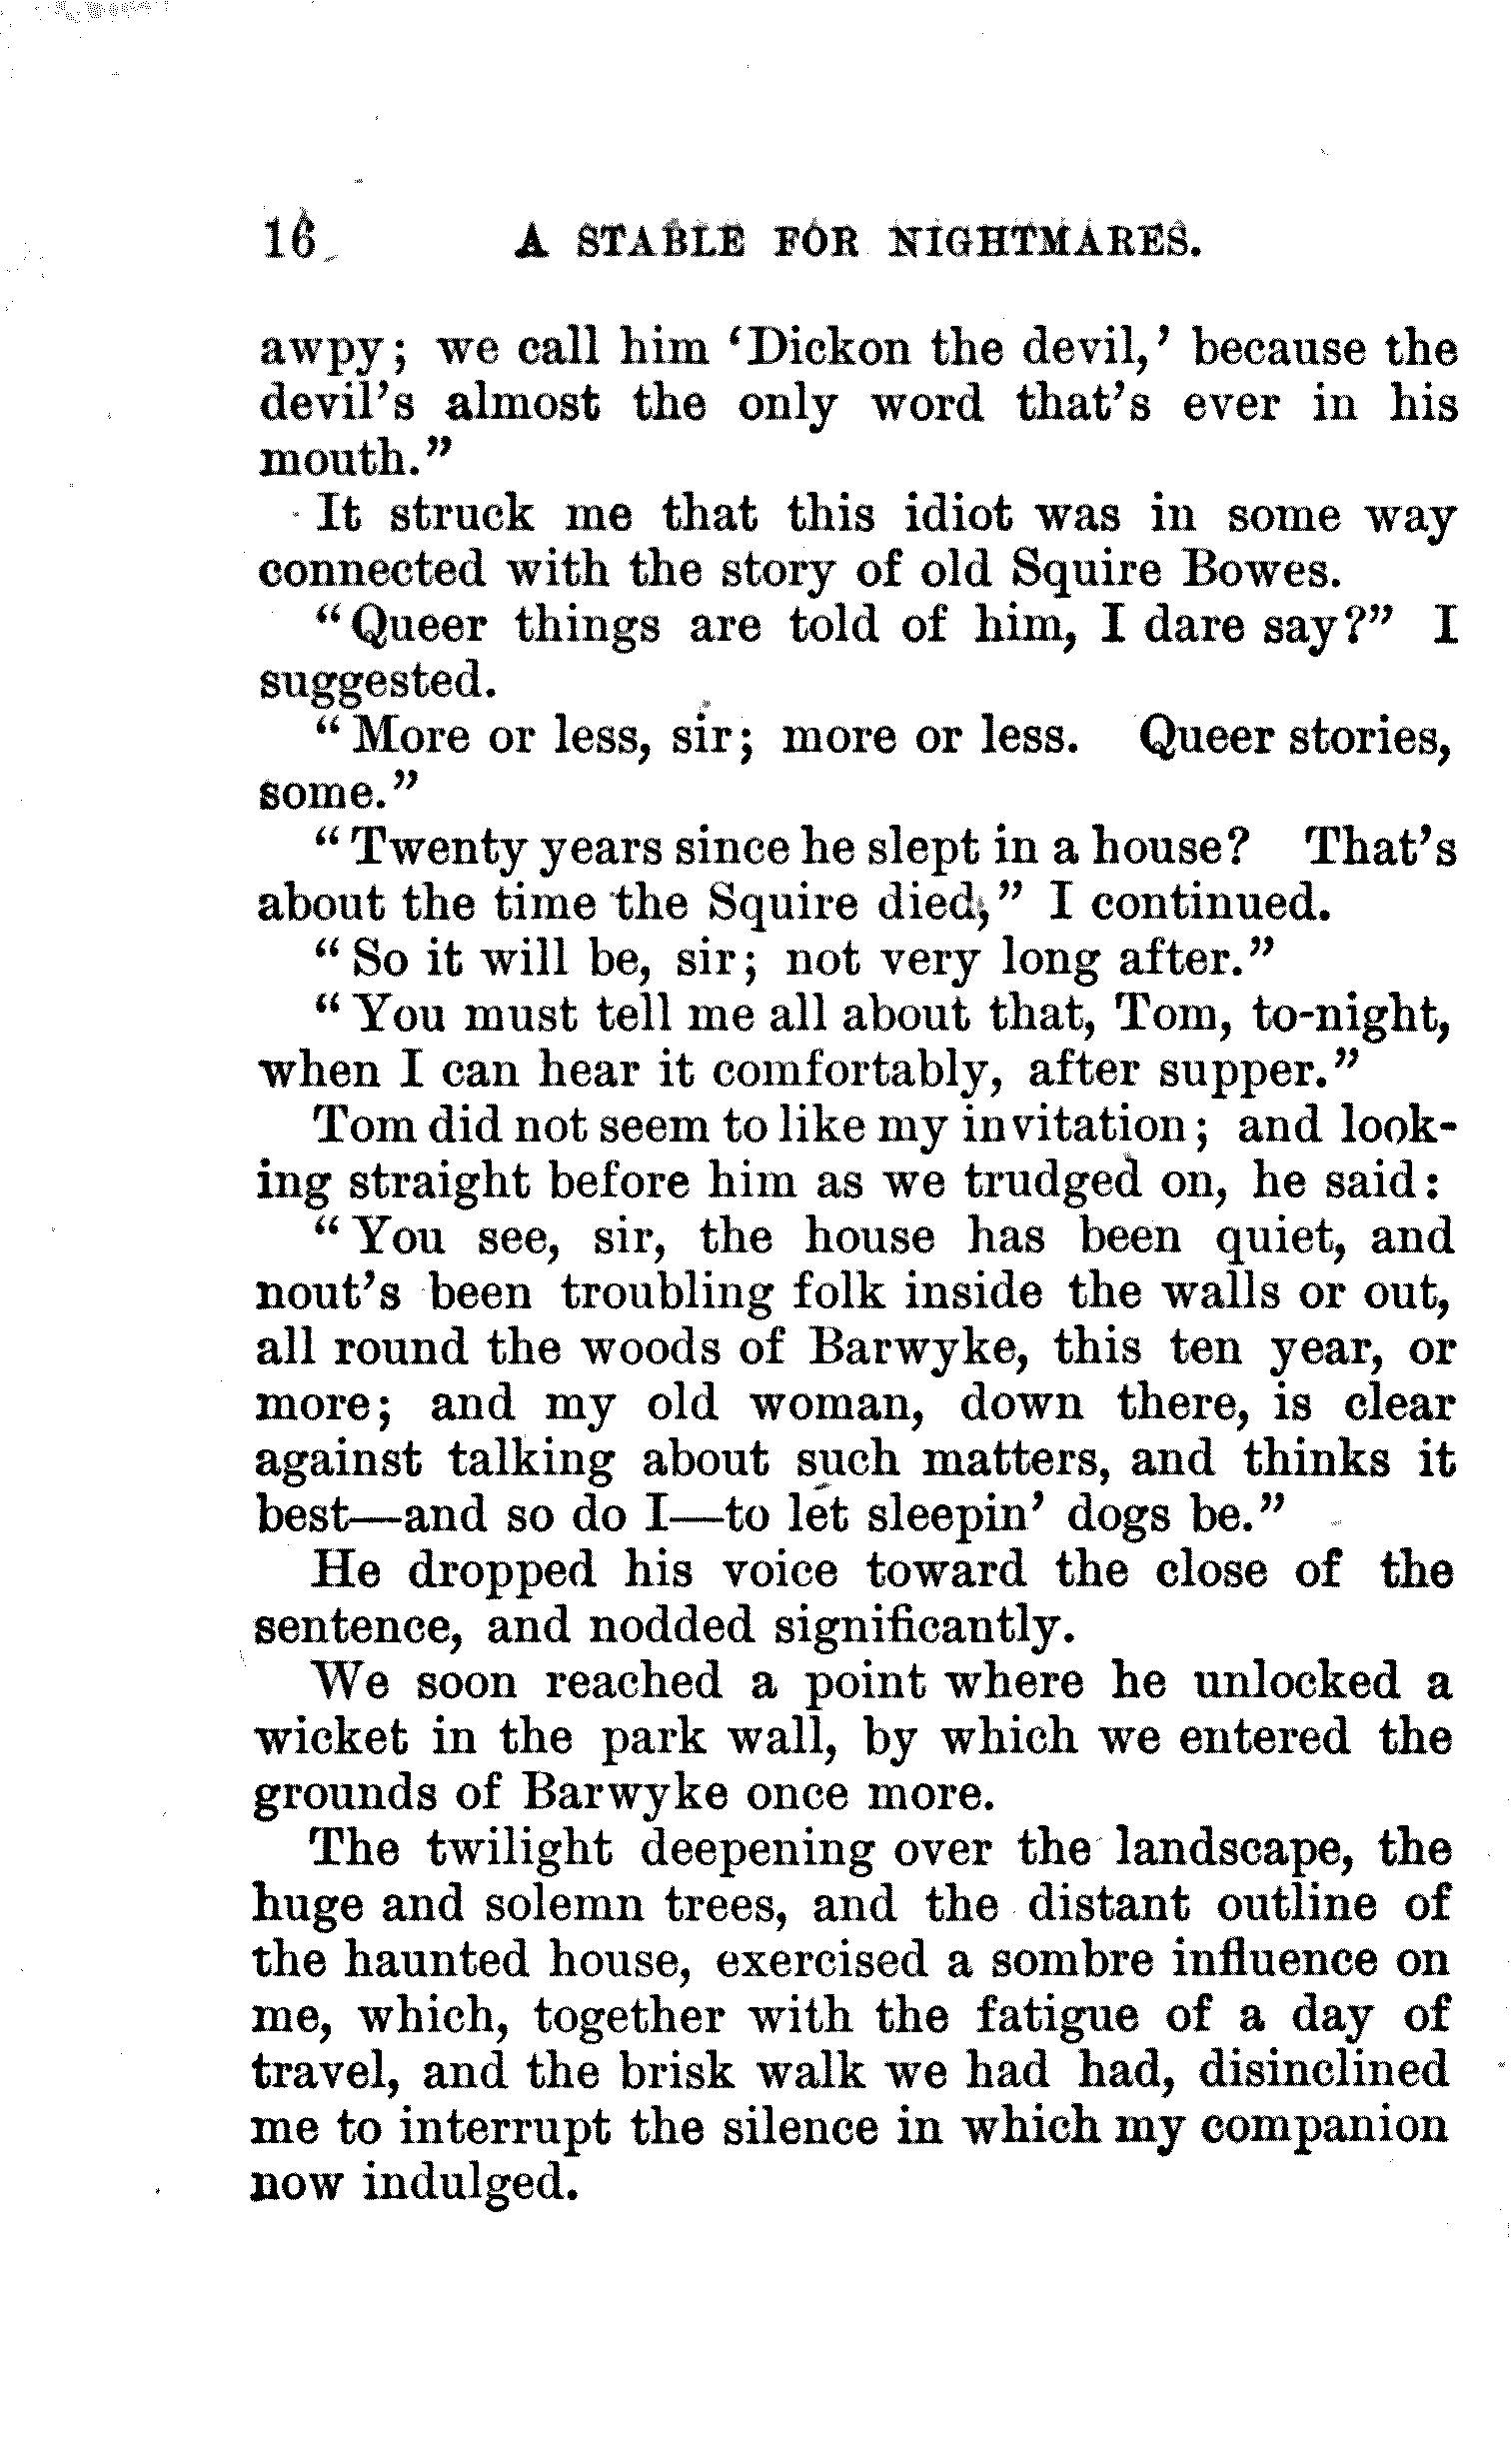 16 A STABLE FOR NIGHTMARES.
awpy; we call him ‘Dickon the devil,’ because the
devil’s almost the only word that’s ever in his
mouth.”
It struck me that this idiot was in some way
connected with the story of old Squire Bowes.
“Queer things are told of him, I dare say?” I
suggested.
“More or less, sir; more or less. Queer stories,
some.”
“Twenty years since he slept in a house? That’s
about the time the Squire died,” I continued.
“So it will be, sir; not very long after.”
“You must tell me all about that, Tom, to-night,
when I can hear it comfortably, after supper.”
Tom did not seem to like my invitation; and look-
ing straight before him as we trudged on, he said:
“You see, sir, the house has been quiet, and
nout’s been troubling folk inside the walls or out,
all round the woods of Barwyke, this ten year, or
more; and my old woman, down there, is clear
against talking about such matters, and thinks it
best—and so do I—to let sleepin’ dogs be.”
He dropped his voice toward the close of the
sentence, and nodded significantly.
We soon reached a point where he unlocked a
wicket in the park wall, by which we entered the
grounds of Barwyke once more.
The twilight deepening over the landscape, the
huge and solemn trees, and the distant outline of
the haunted house, exercised a sombre influence on
me, which, together with the fatigue of a day of
travel, and the brisk walk we had had, disinclined
me to interrupt the silence in which my companion
now indulged.